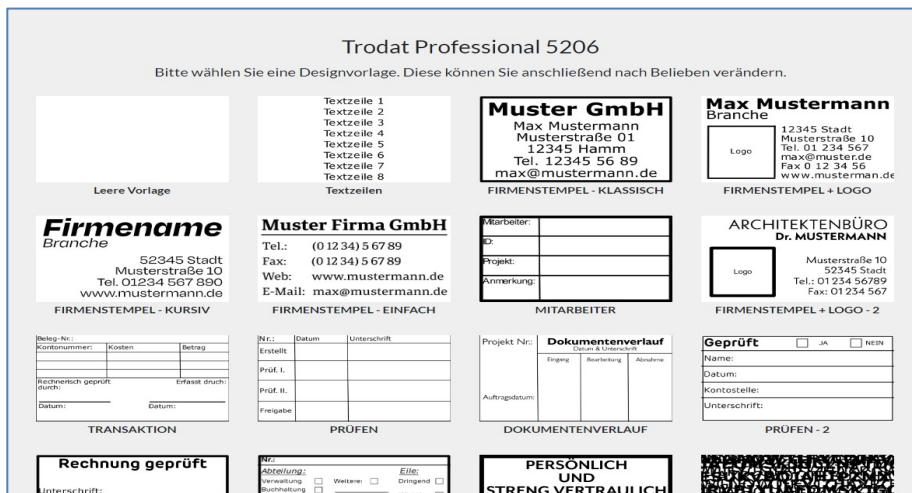 Trodat Professional 5206
Bitte wählen Sie eine Designvorlage. Diese können Sie anschließend nach Belieben verändern.
Leere Vorlage
Textzeile 1
Textzeile 2
Textzeile 3
Textzeile 4
Textzeile 5
Textzeile 6
Textzeile 7
Textzeile 8
Textzeilen
Muster GmbH
Max Mustermann
Musterstraße 01
12345 Hamm
Tel. 12345 56 89
max@mustermann.de
FIRMENSTEMPEL - KLASSISCH
Max Mustermann
Branche
Logo
12345 Stadt
Musterstraße 10
Tel. 01 234 567
max@muster.de
Fax 0 12 34 56
www.musterman.de
FIRMENSTEMPEL + LOGO
Firmename
Branche
52345 Stadt
Musterstraße 10
Tel. 01234 567 890
www.mustermann.de
FIRMENSTEMPEL - KURSIV
Muster Firma GmbH
Tel.: (0 12 34) 5 67 89
Fax: (0 12 34) 5 67 89
Web: www.mustermann.de
E-Mail: max@mustermann.de
FIRMENSTEMPEL - EINFACH
Mitarbeiter:
ID:
Projekt:
Anmerkung:
MITARBEITER
ARCHITEKTENBÜRO
Dr. MUSTERMANN
Logo
Musterstraße 10
52345 Stadt
Tel.: 01 234 56789
Fax: 01 234 567
FIRMENSTEMPEL + LOGO - 2
Beleg-Nr.:
Kontonummer: Kosten Betrag
Rechnerisch geprüft durch: Erfasst druch:
Datum: Datum:
TRANSAKTION
Nr.: Datum Unterschrift
Erstellt
Prüf. I.
Prüf. II.
Freigabe
PRÜFEN
Projekt Nr.: Dokumentenverlauf
Datum & Unterschrift
Eingang Bearbeitung Abnahme
Auftragsdatum:
DOKUMENTENVERLAUF
Geprüft JA NEIN
Name:
Datum:
Kontostelle:
Unterschrift:
PRÜFEN - 2
Rechnung geprüft
Unterschrift:
Nr.:
Abteilung: Eile:
Verwaltung Weitere: Dringend
Buchhaltung
PERSÖNLICH
UND
STRENG VERTRAULICH